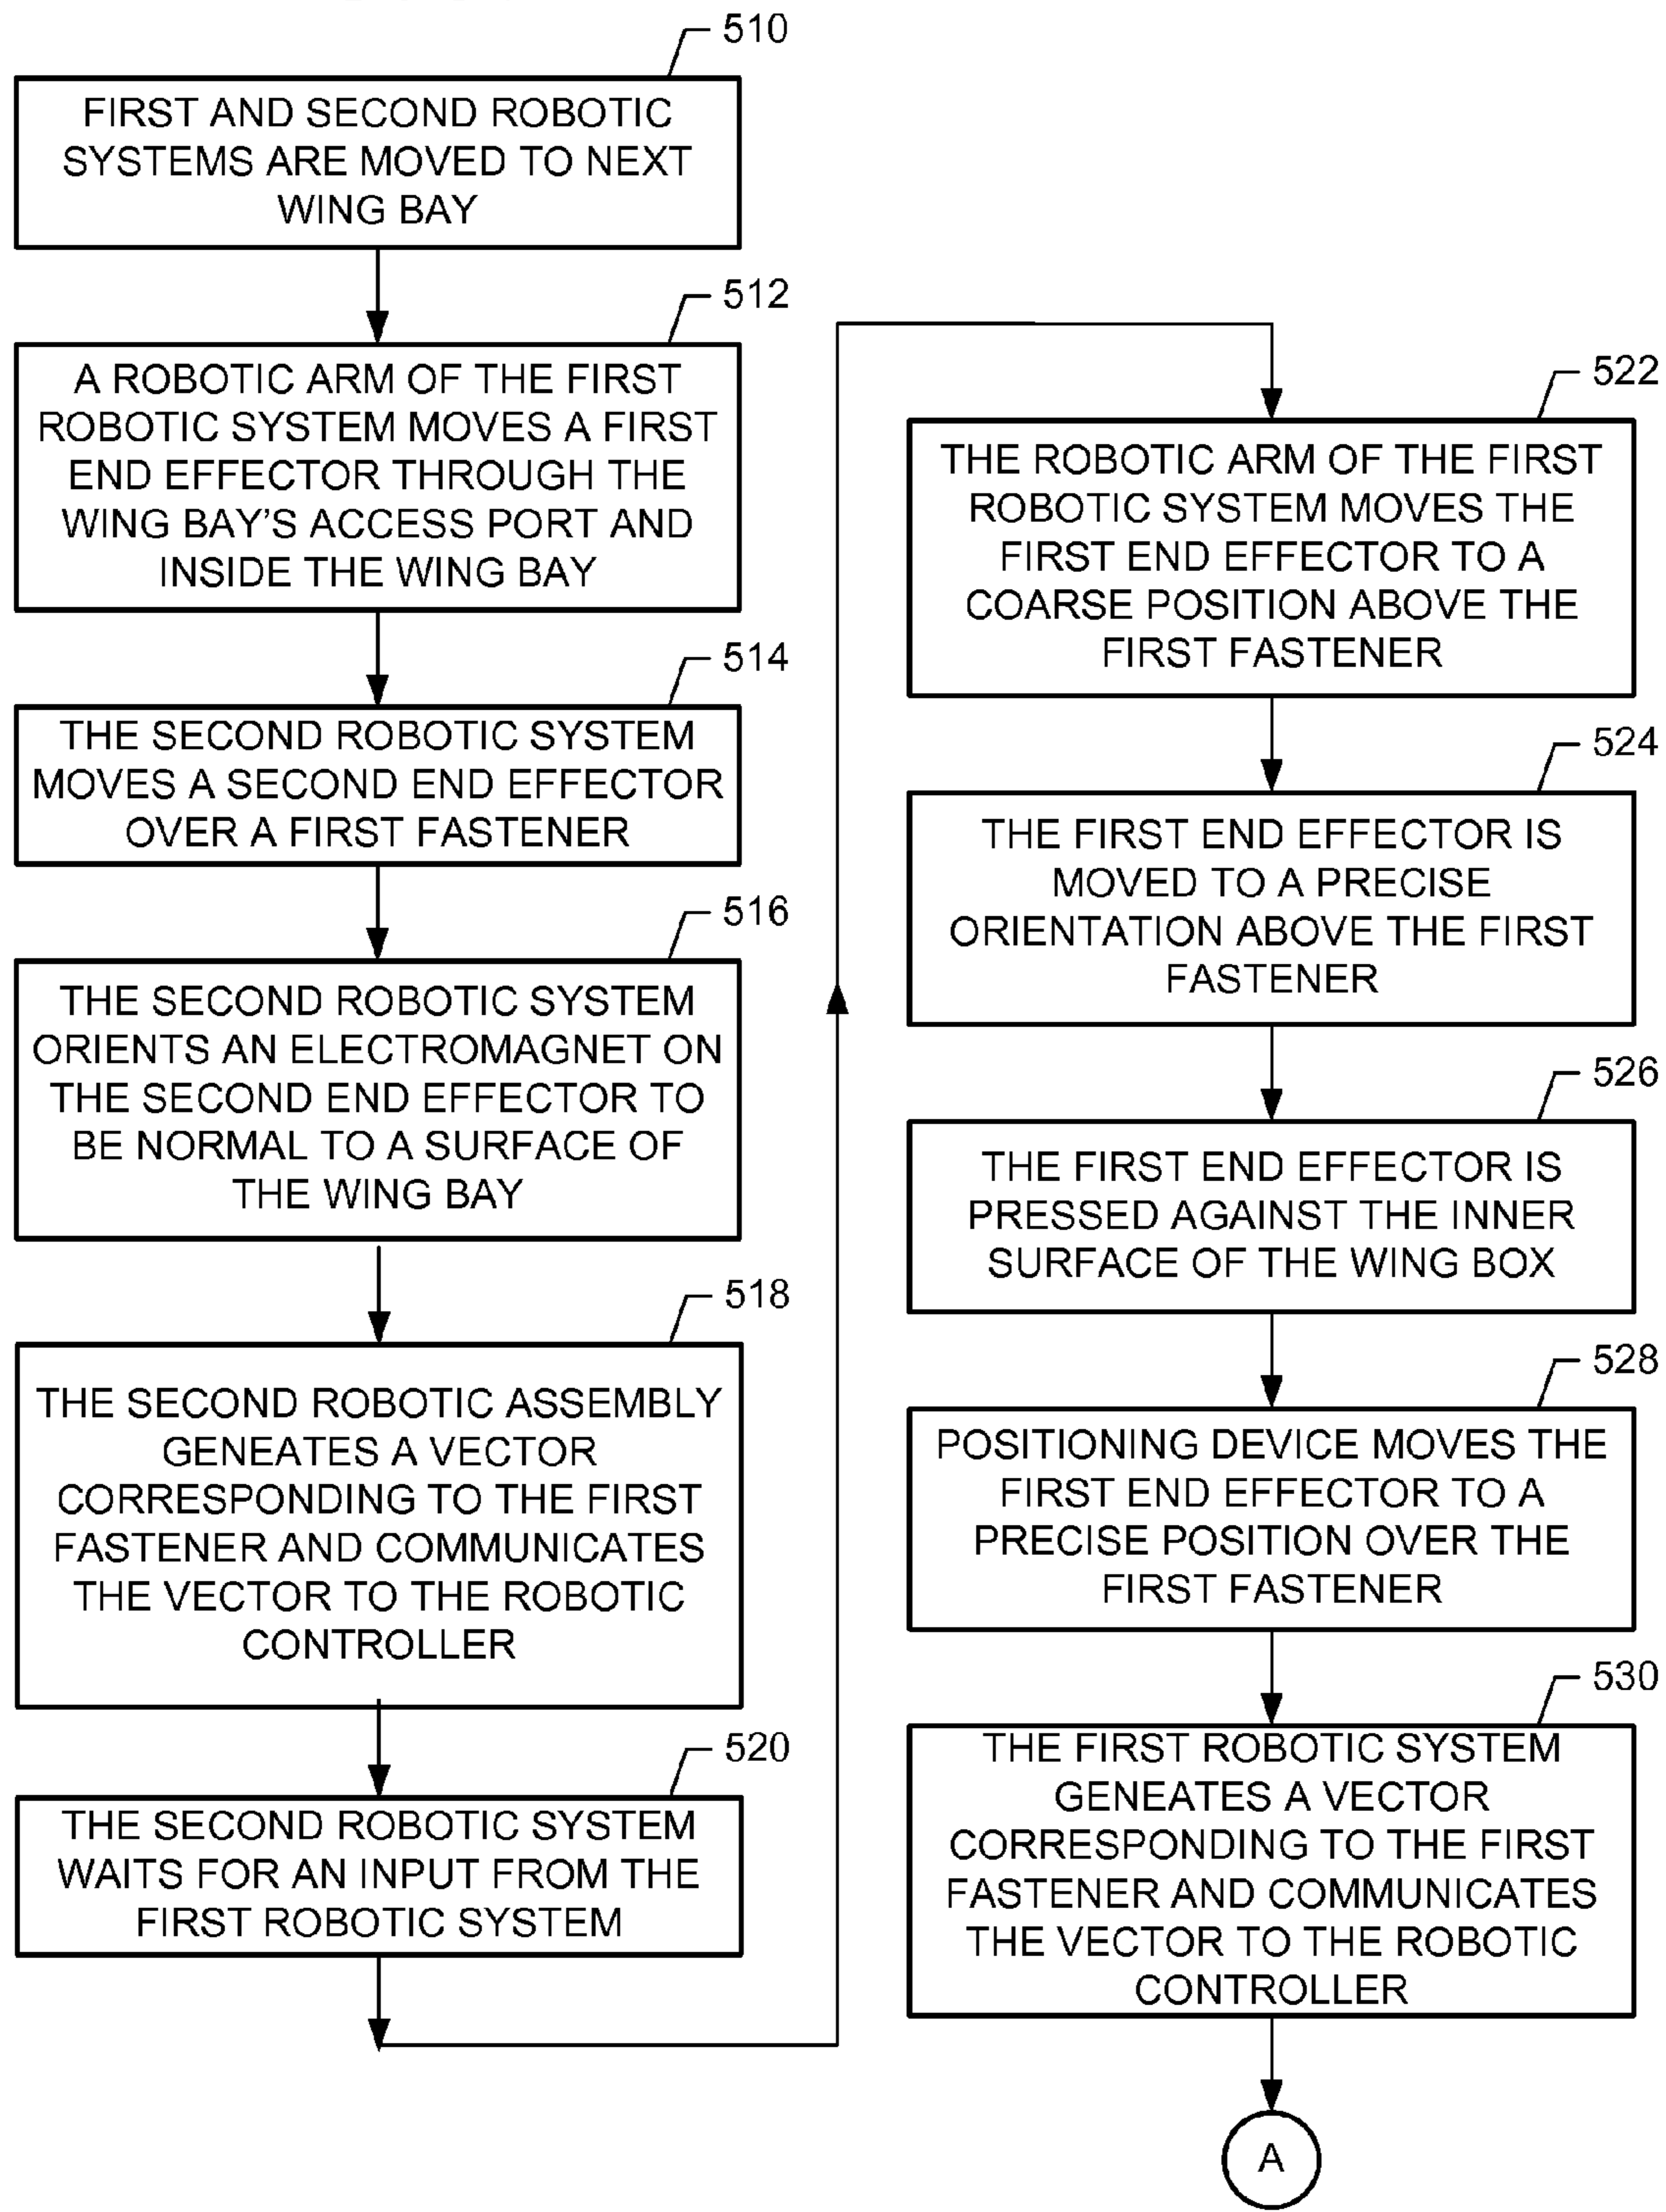 510
FIRST AND SECOND ROBOTIC
SYSTEMS ARE MOVED TO NEXT
WING BAY
512
A ROBOTIC ARM OF THE FIRST
ROBOTIC SYSTEM MOVES A FIRST
END EFFECTOR THROUGH THE
WING BAY'S ACCESS PORT AND
INSIDE THE WING BAY
514
THE SECOND ROBOTIC SYSTEM
MOVES A SECOND END EFFECTOR
OVER A FIRST FASTENER
516
THE SECOND ROBOTIC SYSTEM
ORIENTS AN ELECTROMAGNET ON
THE SECOND END EFFECTOR TO
BE NORMAL TO A SURFACE OF
THE WING BAY
518
THE SECOND ROBOTIC ASSEMBLY
GENEATES A VECTOR
CORRESPONDING TO THE FIRST
FASTENER AND COMMUNICATES
THE VECTOR TO THE ROBOTIC
CONTROLLER
520
THE SECOND ROBOTIC SYSTEM
WAITS FOR AN INPUT FROM THE
FIRST ROBOTIC SYSTEM
522
THE ROBOTIC ARM OF THE FIRST
ROBOTIC SYSTEM MOVES THE
FIRST END EFFECTOR TO A
COARSE POSITION ABOVE THE
FIRST FASTENER
524
THE FIRST END EFFECTOR IS
MOVED TO A PRECISE
ORIENTATION ABOVE THE FIRST
FASTENER
526
THE FIRST END EFFECTOR IS
PRESSED AGAINST THE INNER
SURFACE OF THE WING BOX
528
POSITIONING DEVICE MOVES THE
FIRST END EFFECTOR TO A
PRECISE POSITION OVER THE
FIRST FASTENER
530
THE FIRST ROBOTIC SYSTEM
GENEATES A VECTOR
CORRESPONDING TO THE FIRST
FASTENER AND COMMUNICATES
THE VECTOR TO THE ROBOTIC
CONTROLLER
A